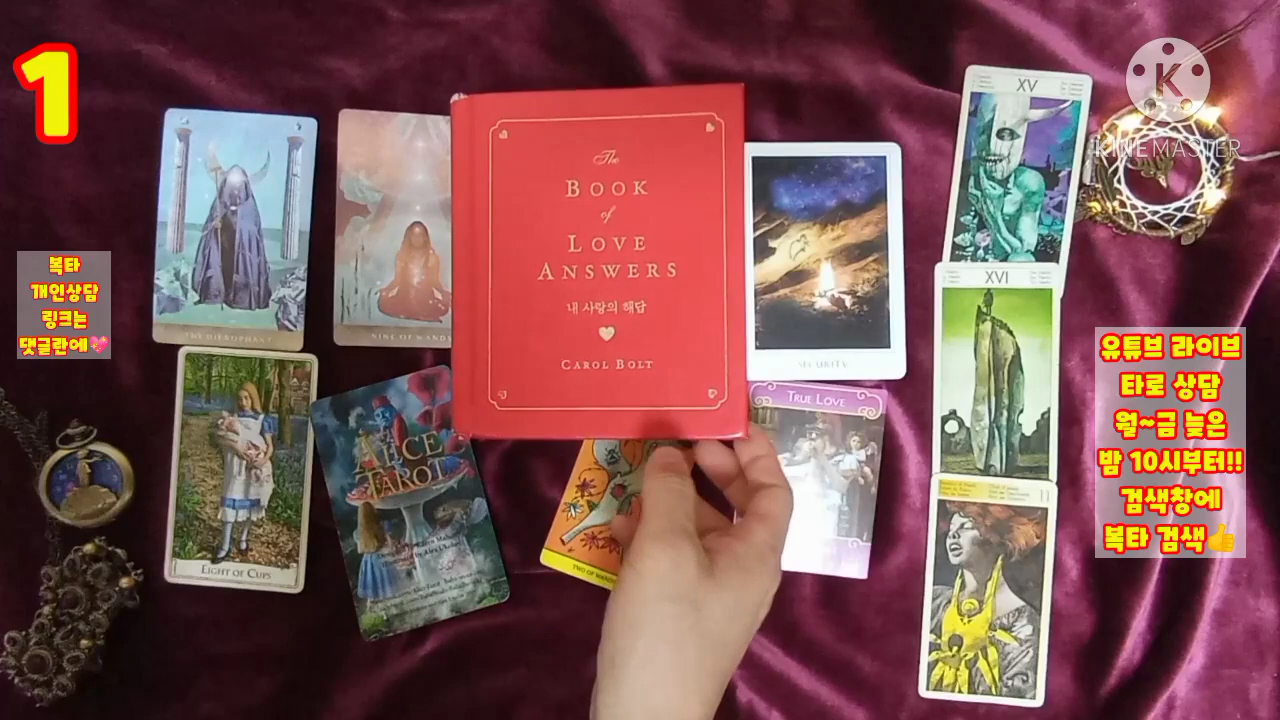 1
복타
개인상담
링크는
댓글란에💖
THE HIEROPHANT
NINE OF WANDS
EIGHT OF CUPS
ALICE
TAROT
The
BOOK
of
LOVE
ANSWERS
내 사랑의 해답
CAROL BOLT
TWO OF
SECURITY
TRUE LOVE
XV
XVI
11
K
KINEMASTER
유튜브 라이브
타로 상담
월~금 늦은
밤 10시부터!!
검색창에
복타 검색👍